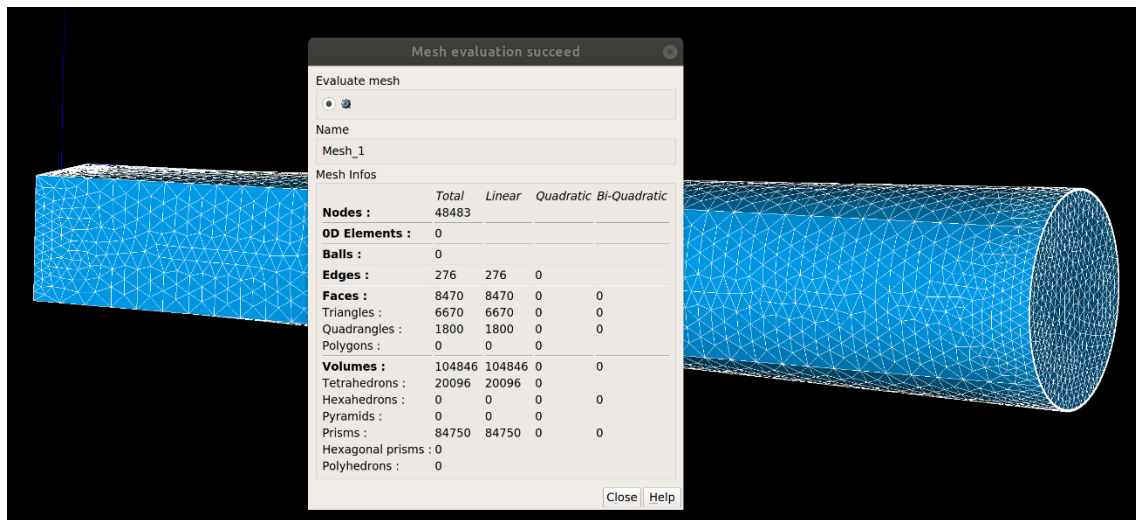 Mesh evaluation succeed
Evaluate mesh
Name
Mesh_1
Mesh Infos
Total Linear Quadratic Bi-Quadratic
Nodes : 48483
0D Elements : 0
Balls : 0
Edges : 276 276 0
Faces : 8470 8470 0 0
Triangles : 6670 6670 0 0
Quadrangles : 1800 1800 0 0
Polygons : 0 0 0
Volumes : 104846 104846 0 0
Tetrahedrons : 20096 20096 0
Hexahedrons : 0 0 0 0
Pyramids : 0 0 0
Prisms : 84750 84750 0 0
Hexagonal prisms : 0
Polyhedrons : 0
Close Help